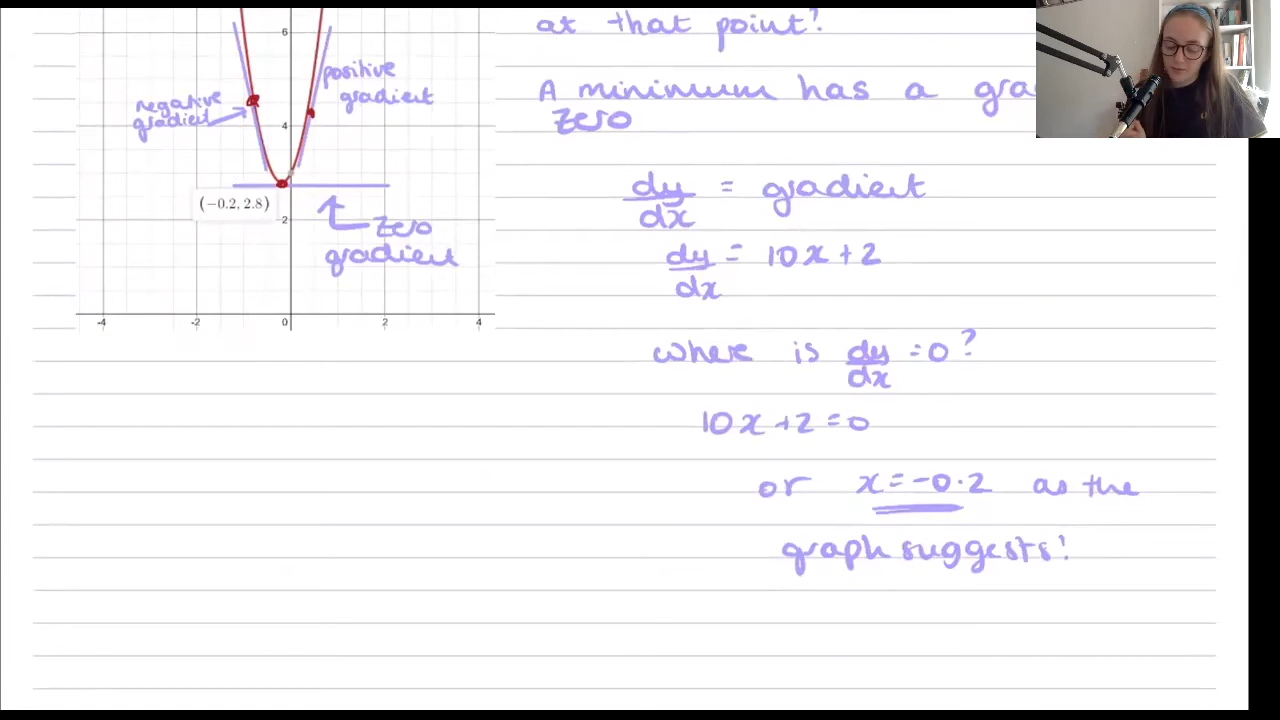 6
4
2
-4
-2
0
2
4
negative
gradient
positive
gradient
(−0.2, 2.8)
zero
gradient
at that point?
A minimum has a gra
zero
dy/dx = gradient
dy/dx = 10x+2
where is dy/dx =0?
10x+2=0
or x=-0.2 as the
graph suggests!